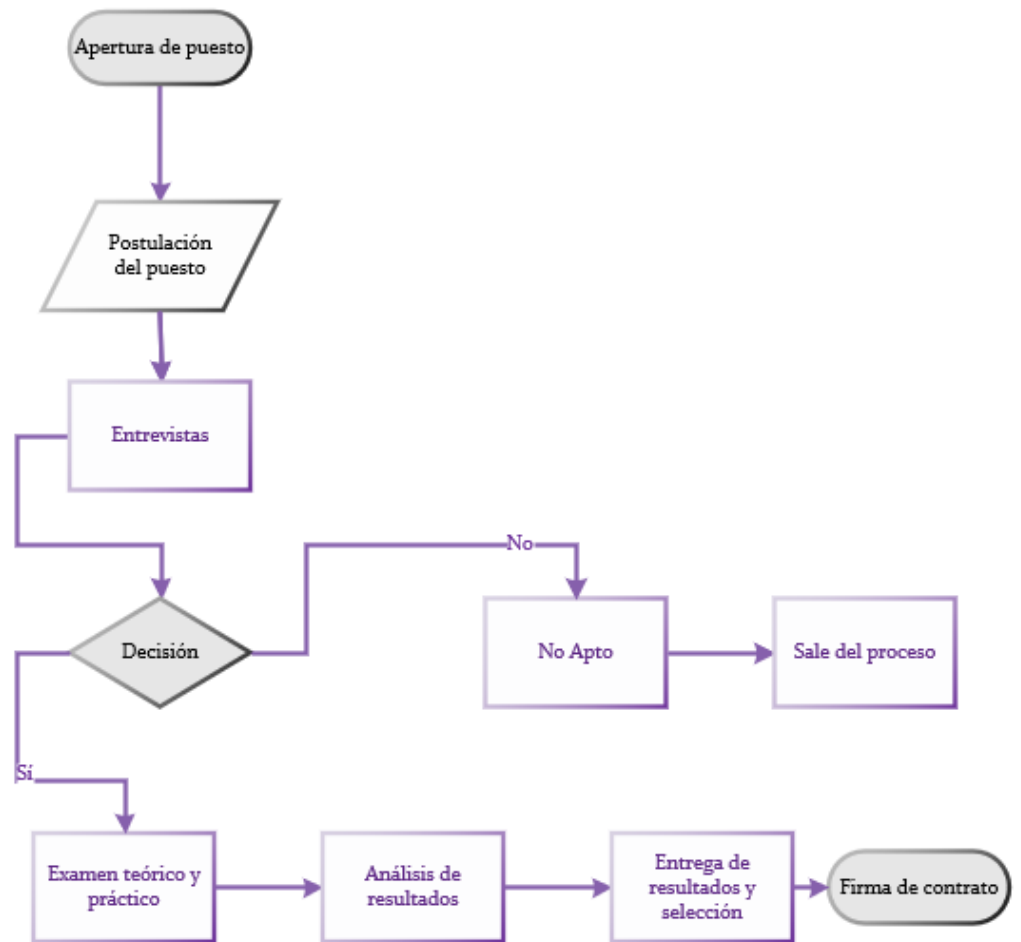 Apertura de puesto
Postulación
del puesto
Entrevistas
No
Decisión
No Apto
Sale del proceso
Sí
Examen teórico y
práctico
Análisis de
resultados
Entrega de
resultados y
selección
Firma de contrato